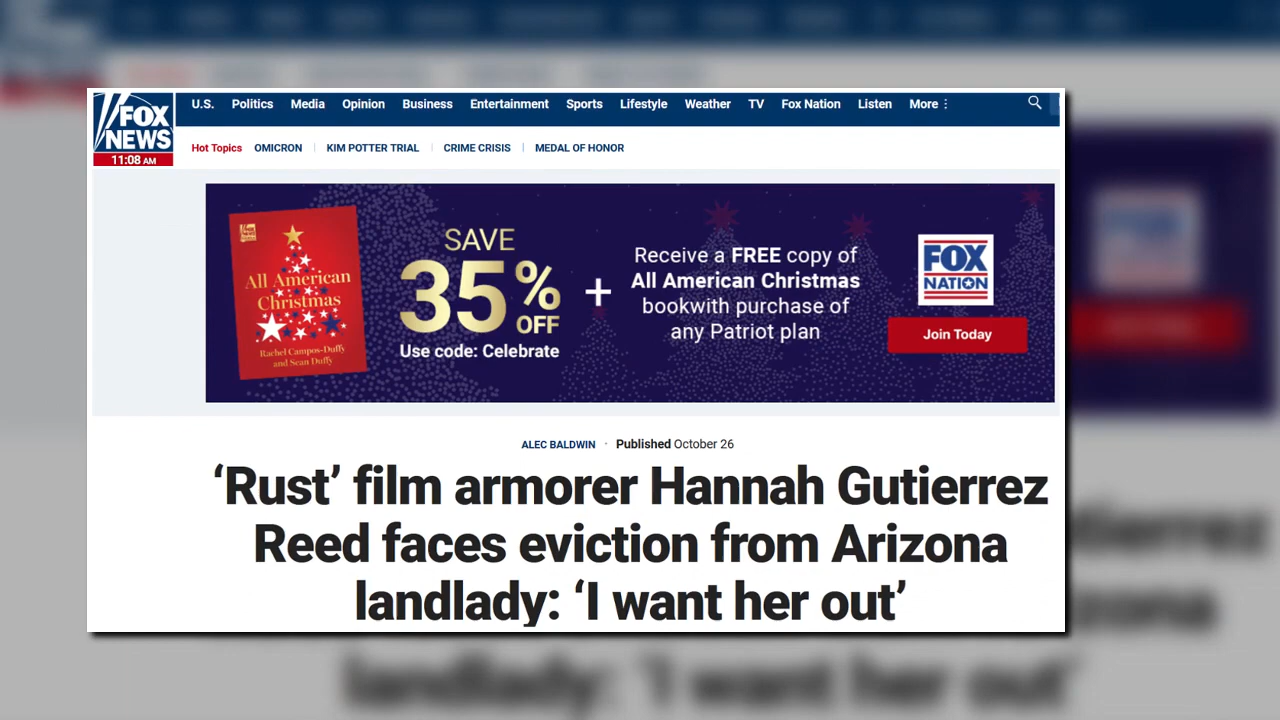 FOX
NEWS
11:08 AM
U.S. Politics Media Opinion Business Entertainment Sports Lifestyle Weather TV Fox Nation Listen More
Hot Topics OMICRON KIM POTTER TRIAL CRIME CRISIS MEDAL OF HONOR
All American
Christmas
Rachel Campos-Duffy
and Sean Duffy
SAVE
35%
OFF
Use code: Celebrate
+
Receive a FREE copy of
All American Christmas
bookwith purchase of
any Patriot plan
FOX
NATION
Join Today
ALEC BALDWIN · Published October 26
‘Rust’ film armorer Hannah Gutierrez
Reed faces eviction from Arizona
landlady: ‘I want her out’